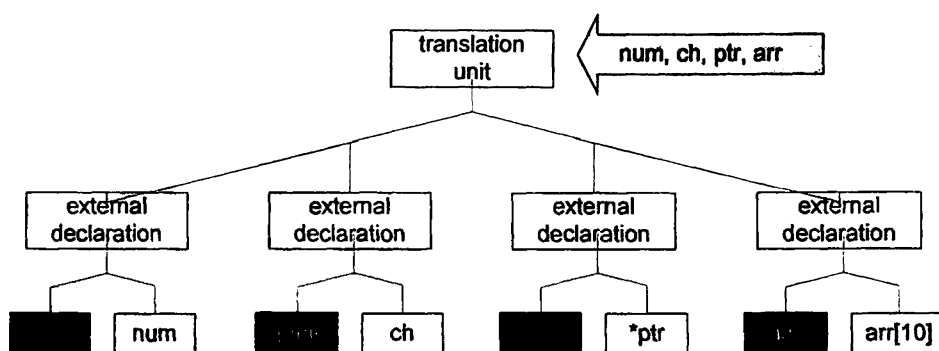 translation
unit
num, ch, ptr, arr
external
declaration
external
declaration
external
declaration
external
declaration
num
ch
*ptr
arr[10]